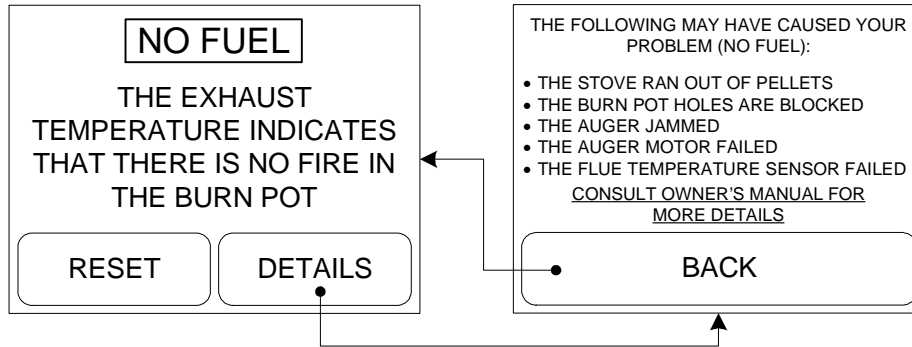 NO FUEL
THE EXHAUST
TEMPERATURE INDICATES
THAT THERE IS NO FIRE IN
THE BURN POT
RESET
DETAILS
THE FOLLOWING MAY HAVE CAUSED YOUR
PROBLEM (NO FUEL):
• THE STOVE RAN OUT OF PELLETS
• THE BURN POT HOLES ARE BLOCKED
• THE AUGER JAMMED
• THE AUGER MOTOR FAILED
• THE FLUE TEMPERATURE SENSOR FAILED
CONSULT OWNER'S MANUAL FOR
MORE DETAILS
BACK